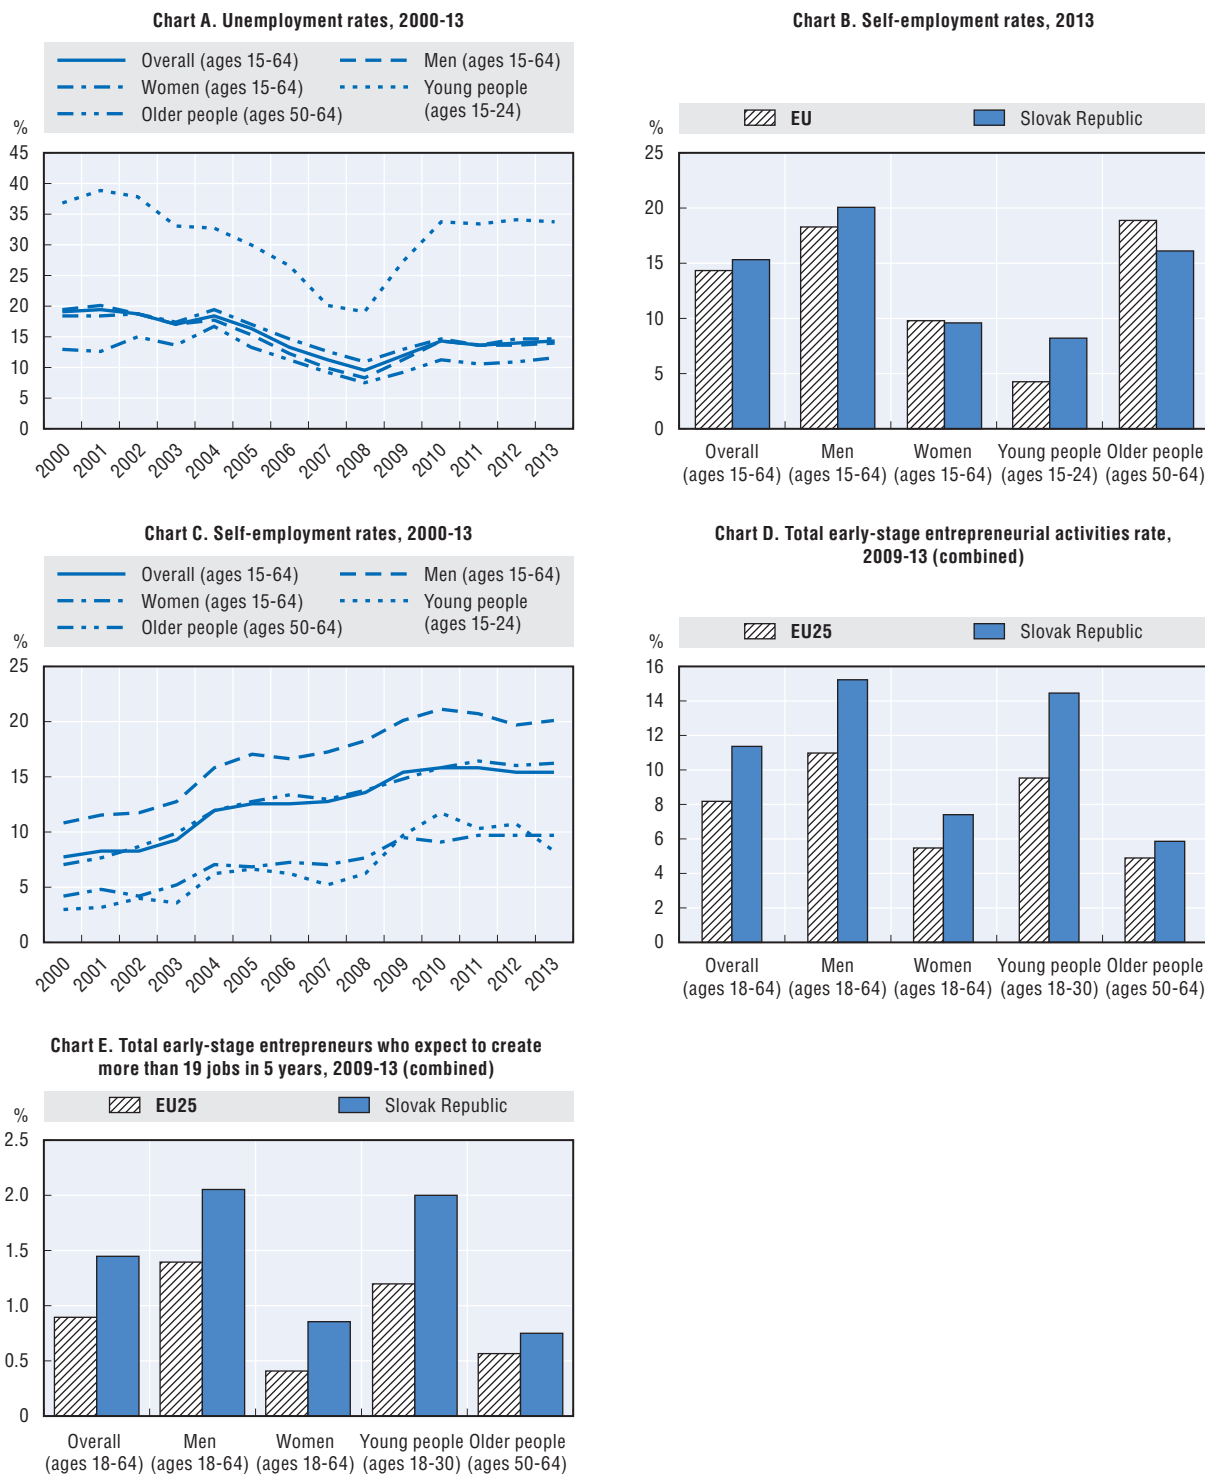 Chart A. Unemployment rates, 2000-13
Overall (ages 15-64)
Men (ages 15-64)
Women (ages 15-64)
Young people
(ages 15-24)
Older people (ages 50-64)
%
45
40
35
30
25
20
15
10
5
0
2000
2001
2002
2003
2004
2005
2006
2007
2008
2009
2010
2011
2012
2013
Chart B. Self-employment rates, 2013
EU
Slovak Republic
%
25
20
15
10
5
0
Overall
(ages 15-64)
Men
(ages 15-64)
Women
(ages 15-64)
Young people
(ages 15-24)
Older people
(ages 50-64)
Chart C. Self-employment rates, 2000-13
Overall (ages 15-64)
Men (ages 15-64)
Women (ages 15-64)
Young people
(ages 15-24)
Older people (ages 50-64)
%
25
20
15
10
5
0
2000
2001
2002
2003
2004
2005
2006
2007
2008
2009
2010
2011
2012
2013
Chart D. Total early-stage entrepreneurial activities rate,
2009-13 (combined)
EU25
Slovak Republic
%
16
14
12
10
8
6
4
2
0
Overall
(ages 18-64)
Men
(ages 18-64)
Women
(ages 18-64)
Young people
(ages 18-30)
Older people
(ages 50-64)
Chart E. Total early-stage entrepreneurs who expect to create
more than 19 jobs in 5 years, 2009-13 (combined)
EU25
Slovak Republic
%
2.5
2.0
1.5
1.0
0.5
0
Overall
(ages 18-64)
Men
(ages 18-64)
Women
(ages 18-64)
Young people
(ages 18-30)
Older people
(ages 50-64)